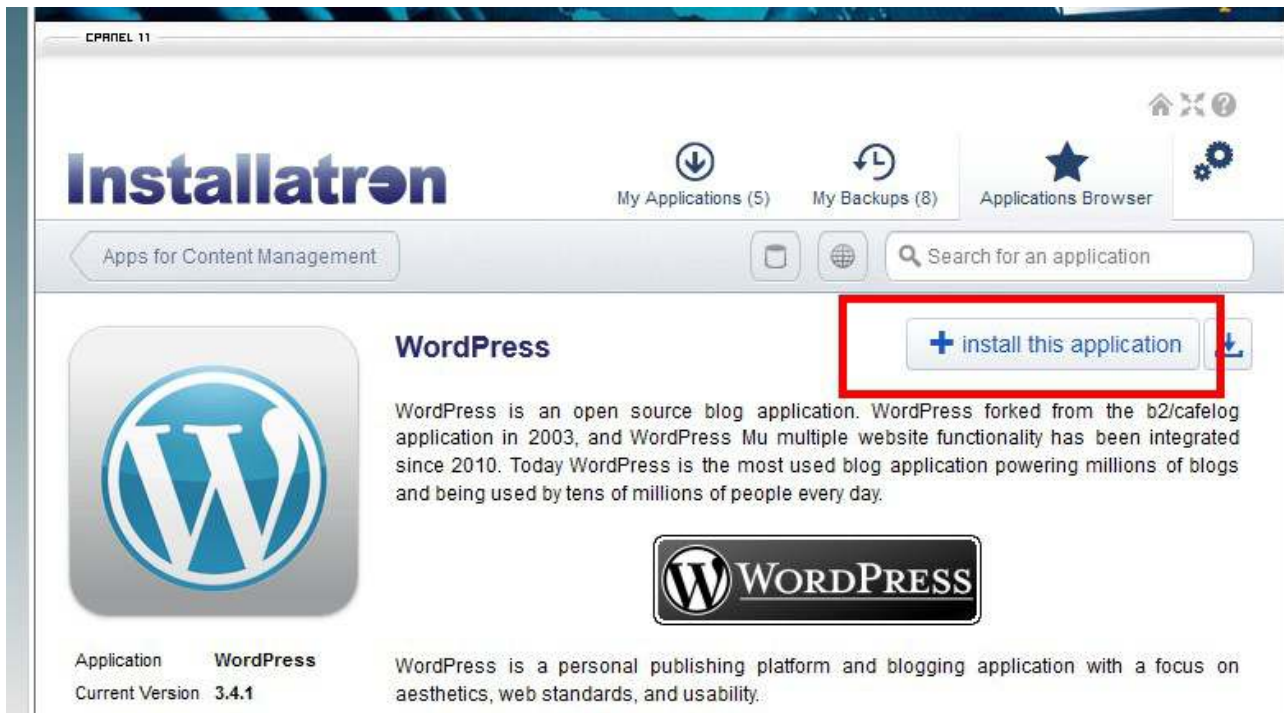 CPANEL 11
Installatron
My Applications (5)
My Backups (8)
Applications Browser
Apps for Content Management
Search for an application
WordPress
install this application
WordPress is an open source blog application. WordPress forked from the b2/cafelog
application in 2003, and WordPress Mu multiple website functionality has been integrated
since 2010. Today WordPress is the most used blog application powering millions of blogs
and being used by tens of millions of people every day.
WORDPRESS
Application WordPress
Current Version 3.4.1
WordPress is a personal publishing platform and blogging application with a focus on
aesthetics, web standards, and usability.